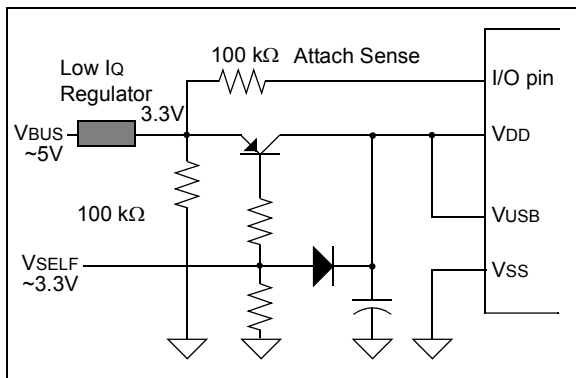 100 kΩ Attach Sense
Low IQ
Regulator
3.3V
I/O pin
VBUS
~5V
VDD
100 kΩ
VUSB
VSELF
~3.3V
VSS